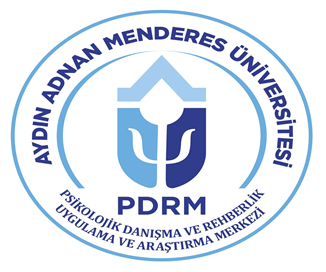 AYDIN ADNAN MENDERES ÜNİVERSİTESİ
PDRM
PSİKOLOJİK DANIŞMA VE REHBERLİK
UYGULAMA VE ARAŞTIRMA MERKEZİ